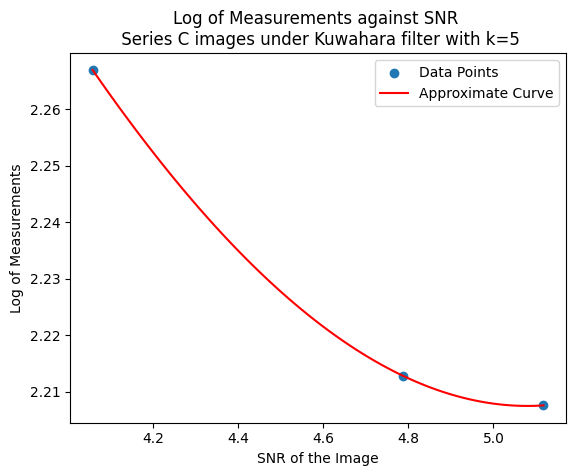 Log of Measurements against SNR
Series C images under Kuwahara filter with k=5
Data Points
Approximate Curve
2.26
2.25
2.24
2.23
2.22
2.21
Log of Measurements
4.2
4.4
4.6
4.8
5.0
SNR of the Image